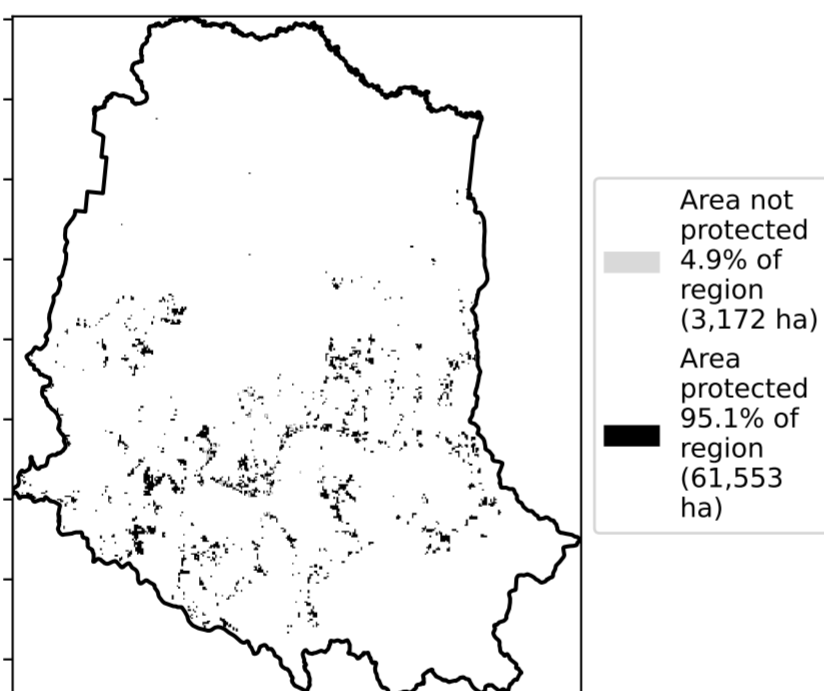 Area not
protected
4.9% of
region
(3,172 ha)
Area
protected
95.1% of
region
(61,553
ha)